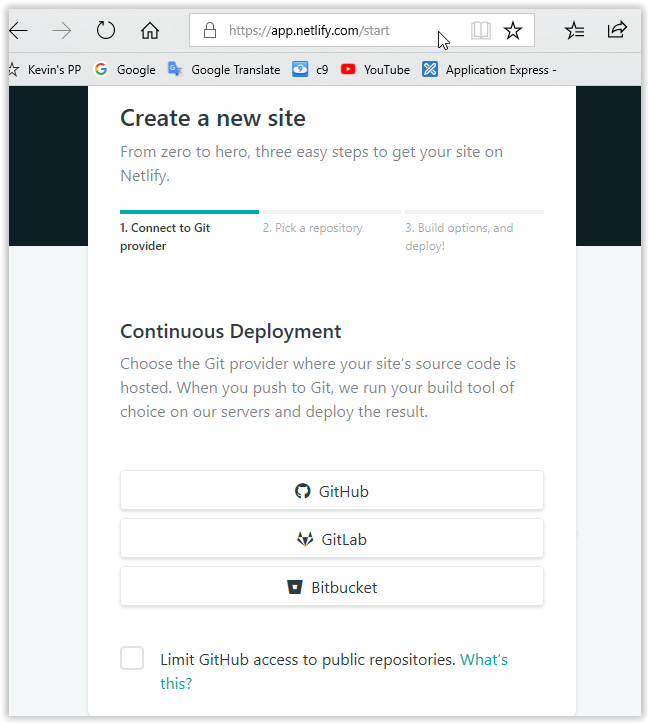 https://app.netlify.com/start
Kevin's PP Google Google Translate c9 YouTube Application Express -
Create a new site
From zero to hero, three easy steps to get your site on
Netlify.
1. Connect to Git
provider
2. Pick a repository
3. Build options, and
deploy!
Continuous Deployment
Choose the Git provider where your site's source code is
hosted. When you push to Git, we run your build tool of
choice on our servers and deploy the result.
GitHub
GitLab
Bitbucket
Limit GitHub access to public repositories. What's
this?